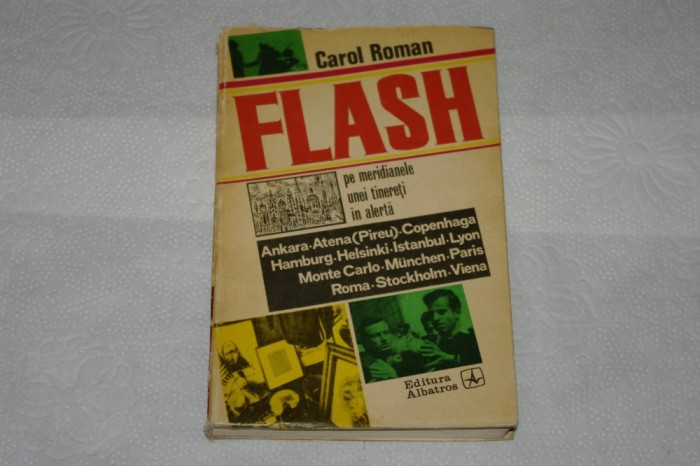 Carol Roman
FLASH
pe meridianele
unei tinereți
în alertă
Ankara·Atena (Pireu)·Copenhaga
Hamburg·Helsinki·Istanbul·Lyon
Monte Carlo·München·Paris
Roma·Stockholm·Viena
Editura
Albatros